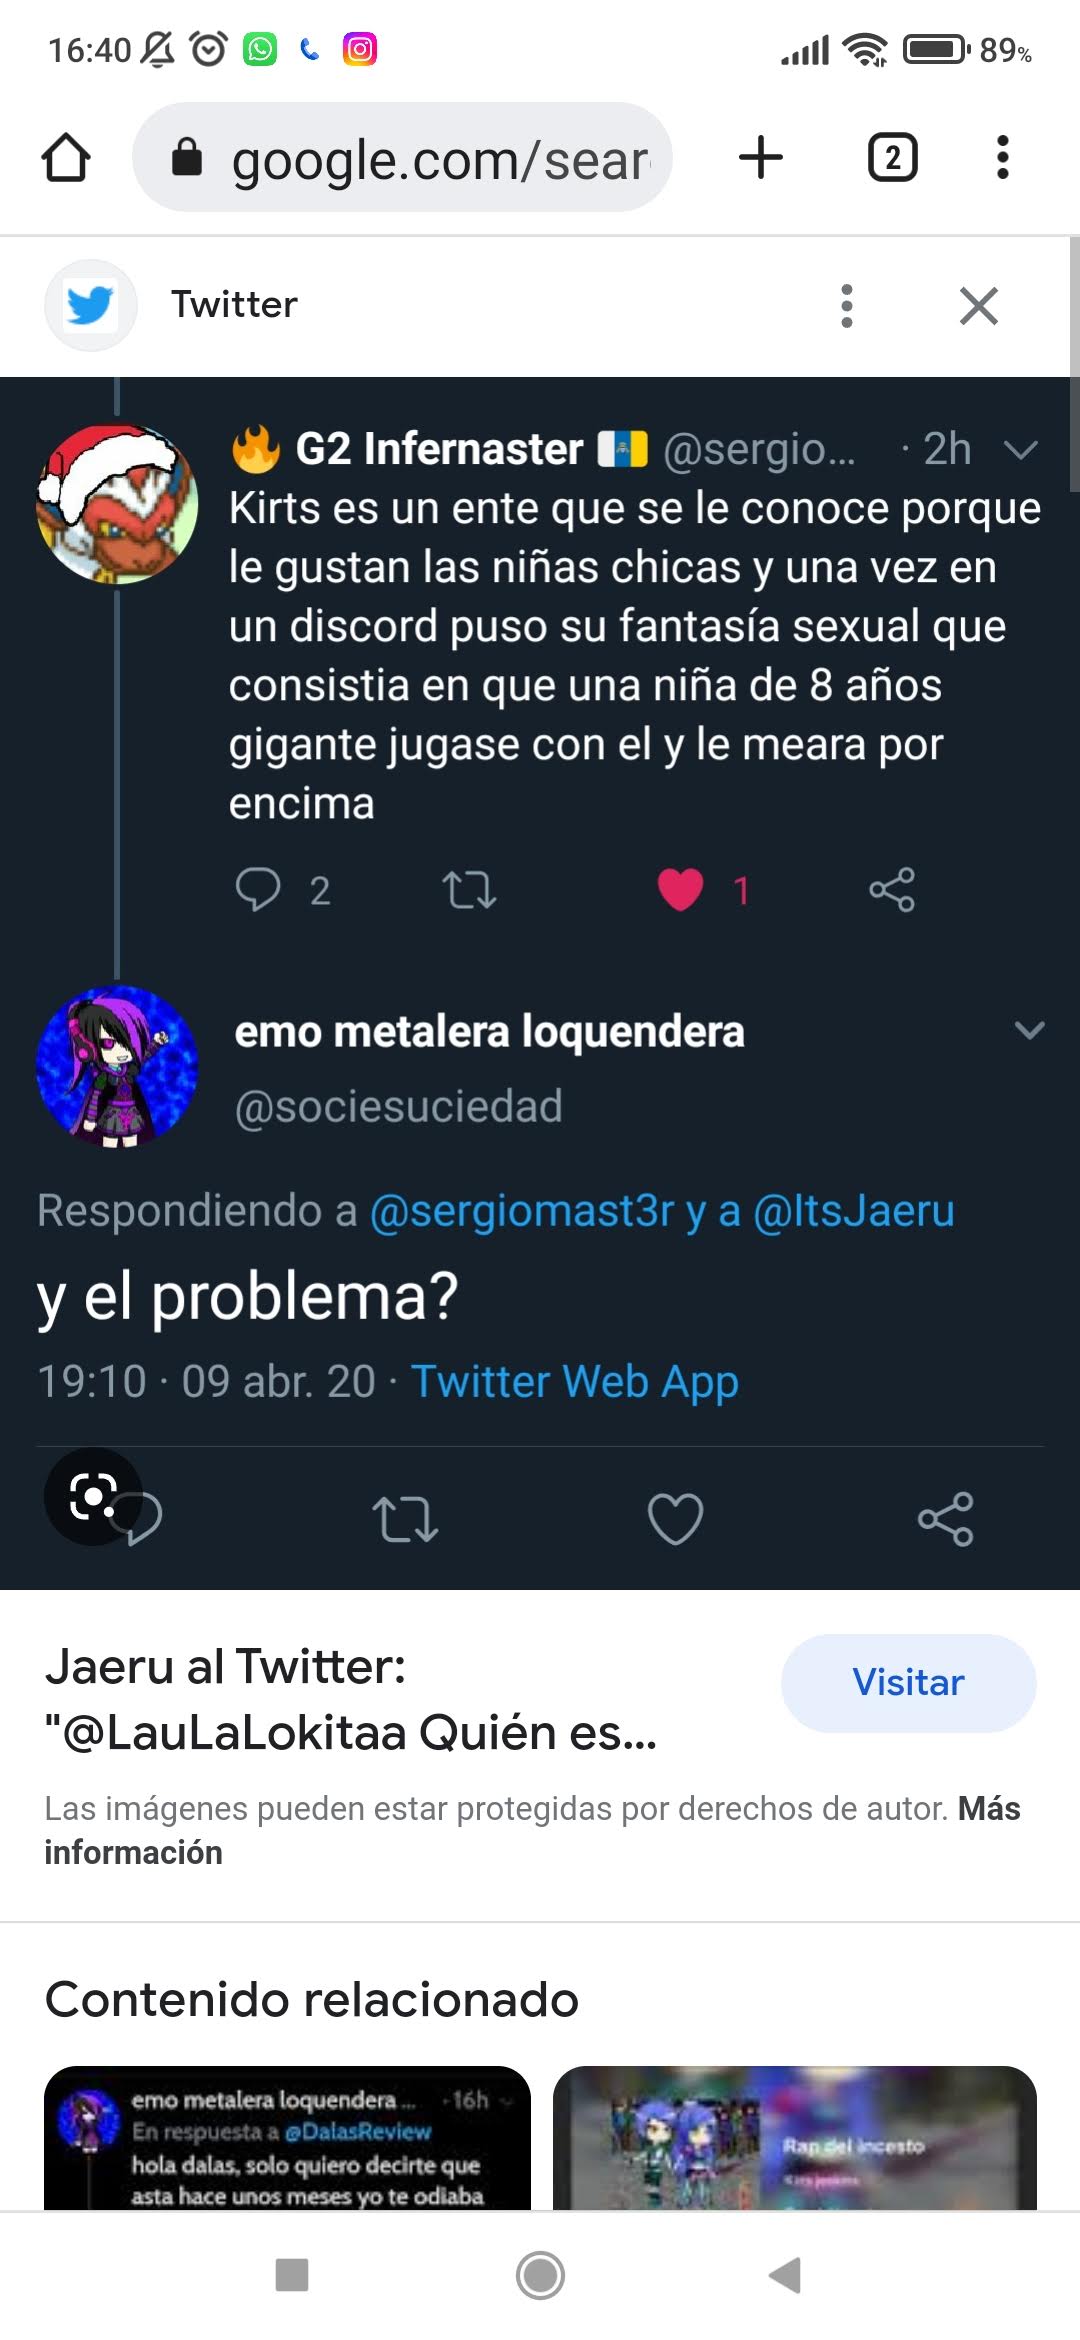 16:40
89%
google.com/sear
2
Twitter
🔥 G2 Infernaster 🇮🇨 @sergio... · 2h
Kirts es un ente que se le conoce porque
le gustan las niñas chicas y una vez en
un discord puso su fantasía sexual que
consistia en que una niña de 8 años
gigante jugase con el y le meara por
encima
2
1
emo metalera loquendera
@sociesuciedad
Respondiendo a @sergiomast3r y a @ItsJaeru
y el problema?
19:10 · 09 abr. 20 · Twitter Web App
Jaeru al Twitter:
"@LauLaLokitaa Quién es...
Visitar
Las imágenes pueden estar protegidas por derechos de autor. Más
información
Contenido relacionado
emo metalera loquendera ... · 16h
En respuesta a @DalasReview
hola dalas, solo quiero decirte que
asta hace unos meses yo te odiaba
Rap del incesto